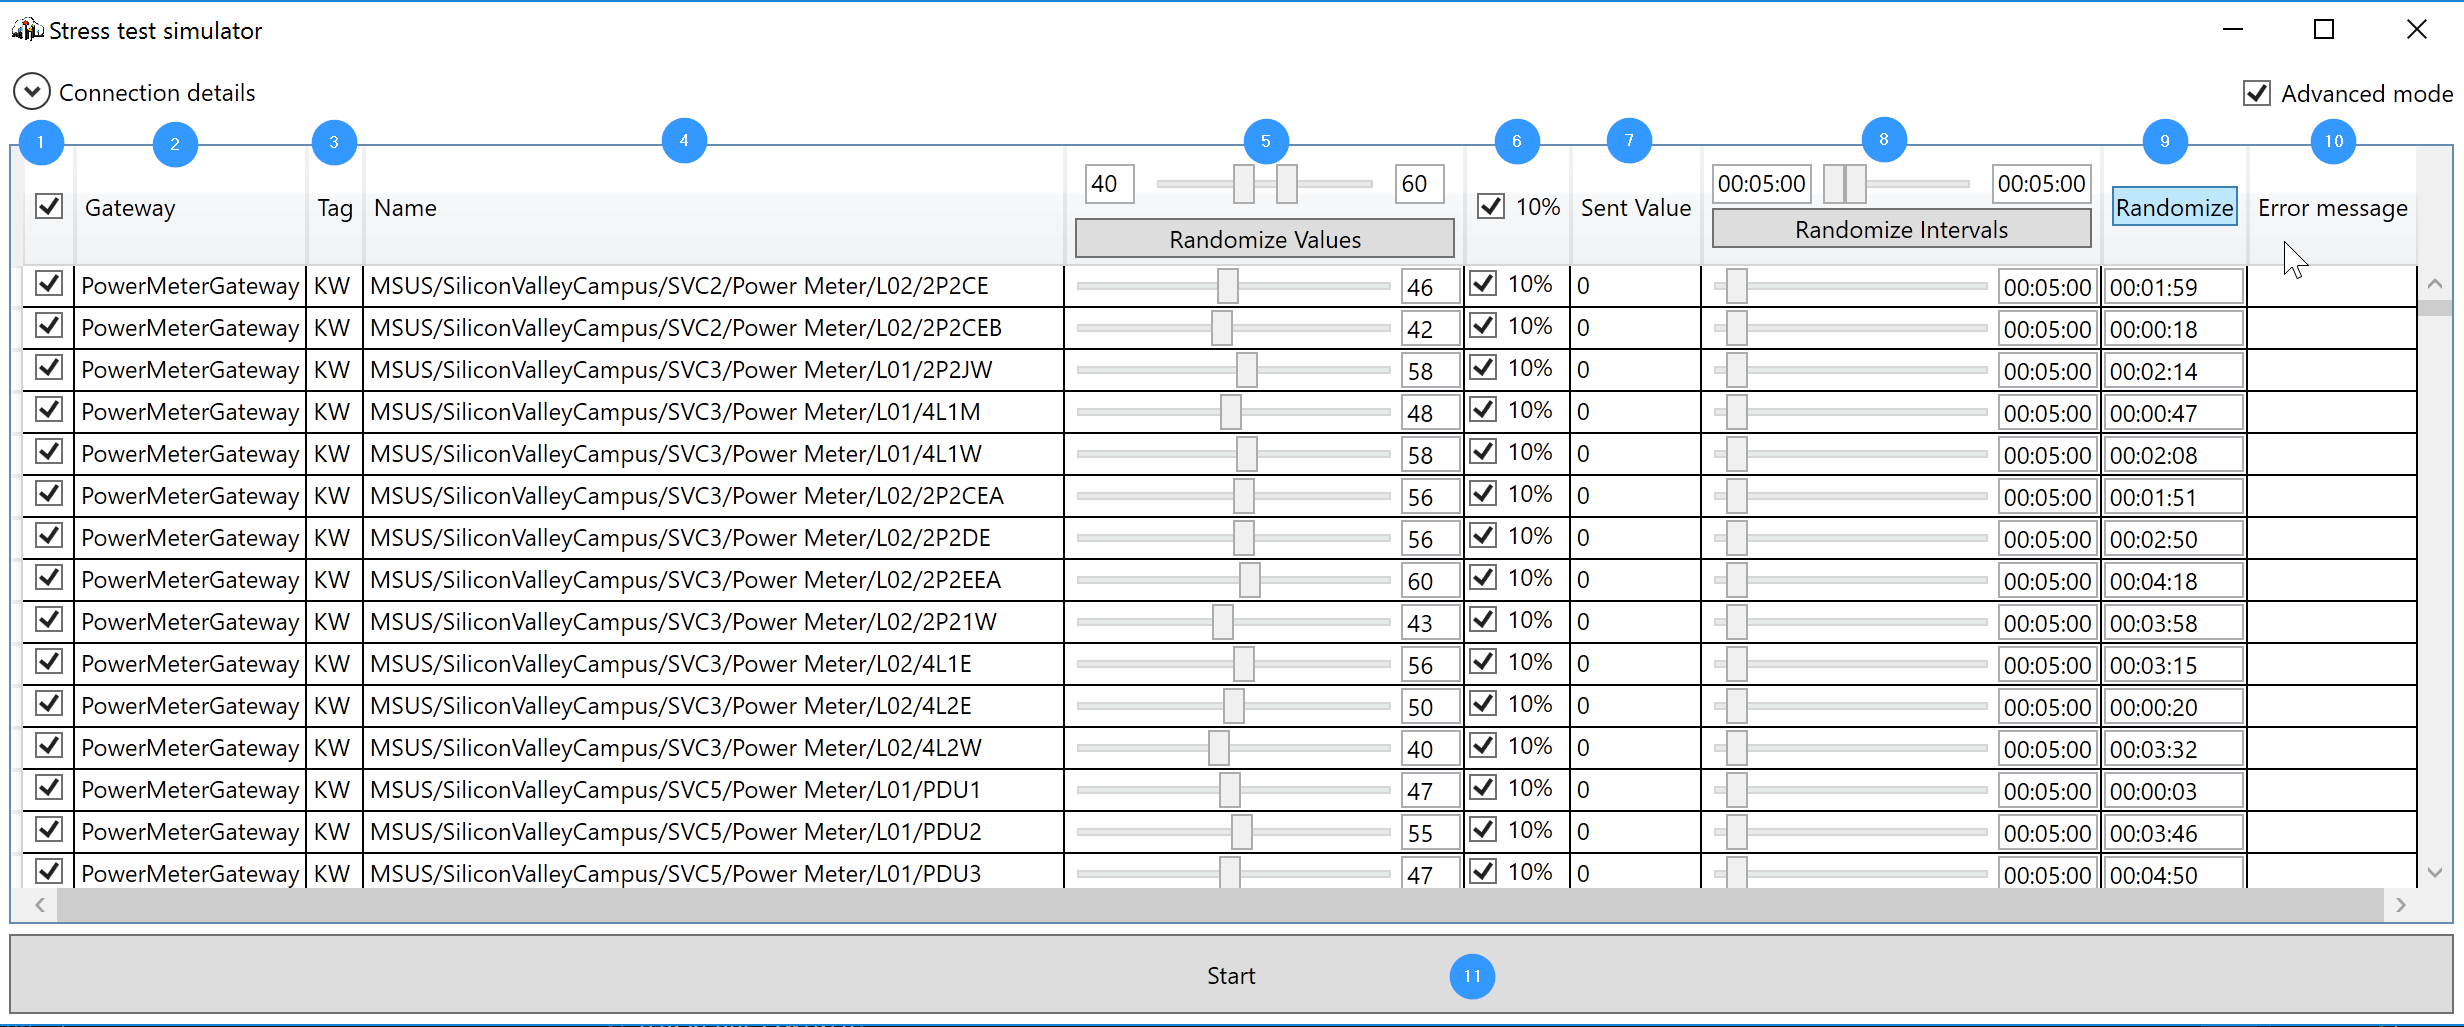 Stress test simulator
Connection details
Advanced mode
1 2 3 4 5 6 7 8 9 10
40 60 00:05:00 00:05:00
Gateway Tag Name 10% Sent Value Randomize Error message
Randomize Values Randomize Intervals
PowerMeterGateway KW MSUS/SiliconValleyCampus/SVC2/Power Meter/L02/2P2CE 46 10% 0 00:05:00 00:01:59
PowerMeterGateway KW MSUS/SiliconValleyCampus/SVC2/Power Meter/L02/2P2CEB 42 10% 0 00:05:00 00:00:18
PowerMeterGateway KW MSUS/SiliconValleyCampus/SVC3/Power Meter/L01/2P2JW 58 10% 0 00:05:00 00:02:14
PowerMeterGateway KW MSUS/SiliconValleyCampus/SVC3/Power Meter/L01/4L1M 48 10% 0 00:05:00 00:00:47
PowerMeterGateway KW MSUS/SiliconValleyCampus/SVC3/Power Meter/L01/4L1W 58 10% 0 00:05:00 00:02:08
PowerMeterGateway KW MSUS/SiliconValleyCampus/SVC3/Power Meter/L02/2P2CEA 56 10% 0 00:05:00 00:01:51
PowerMeterGateway KW MSUS/SiliconValleyCampus/SVC3/Power Meter/L02/2P2DE 56 10% 0 00:05:00 00:02:50
PowerMeterGateway KW MSUS/SiliconValleyCampus/SVC3/Power Meter/L02/2P2EEA 60 10% 0 00:05:00 00:04:18
PowerMeterGateway KW MSUS/SiliconValleyCampus/SVC3/Power Meter/L02/2P21W 43 10% 0 00:05:00 00:03:58
PowerMeterGateway KW MSUS/SiliconValleyCampus/SVC3/Power Meter/L02/4L1E 56 10% 0 00:05:00 00:03:15
PowerMeterGateway KW MSUS/SiliconValleyCampus/SVC3/Power Meter/L02/4L2E 50 10% 0 00:05:00 00:00:20
PowerMeterGateway KW MSUS/SiliconValleyCampus/SVC3/Power Meter/L02/4L2W 40 10% 0 00:05:00 00:03:32
PowerMeterGateway KW MSUS/SiliconValleyCampus/SVC5/Power Meter/L01/PDU1 47 10% 0 00:05:00 00:00:03
PowerMeterGateway KW MSUS/SiliconValleyCampus/SVC5/Power Meter/L01/PDU2 55 10% 0 00:05:00 00:03:46
PowerMeterGateway KW MSUS/SiliconValleyCampus/SVC5/Power Meter/L01/PDU3 47 10% 0 00:05:00 00:04:50
Start 11